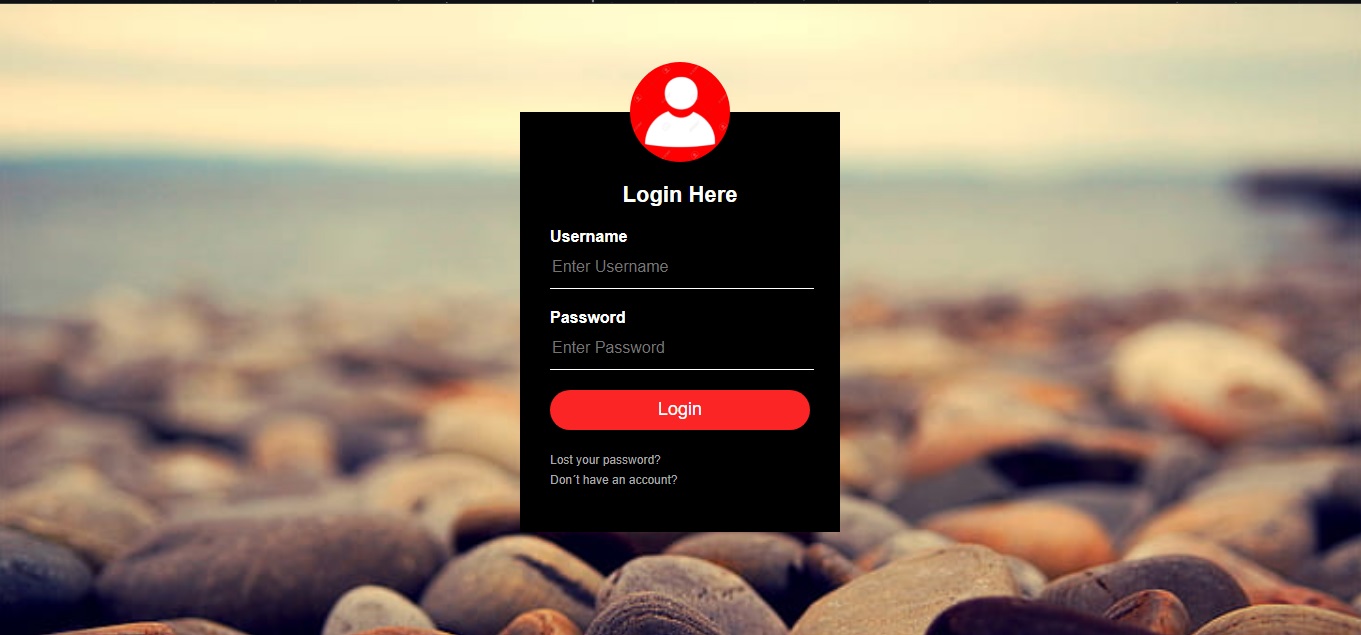 Login Here
Username
Enter Username
Password
Enter Password
Login
Lost your password?
Don´t have an account?